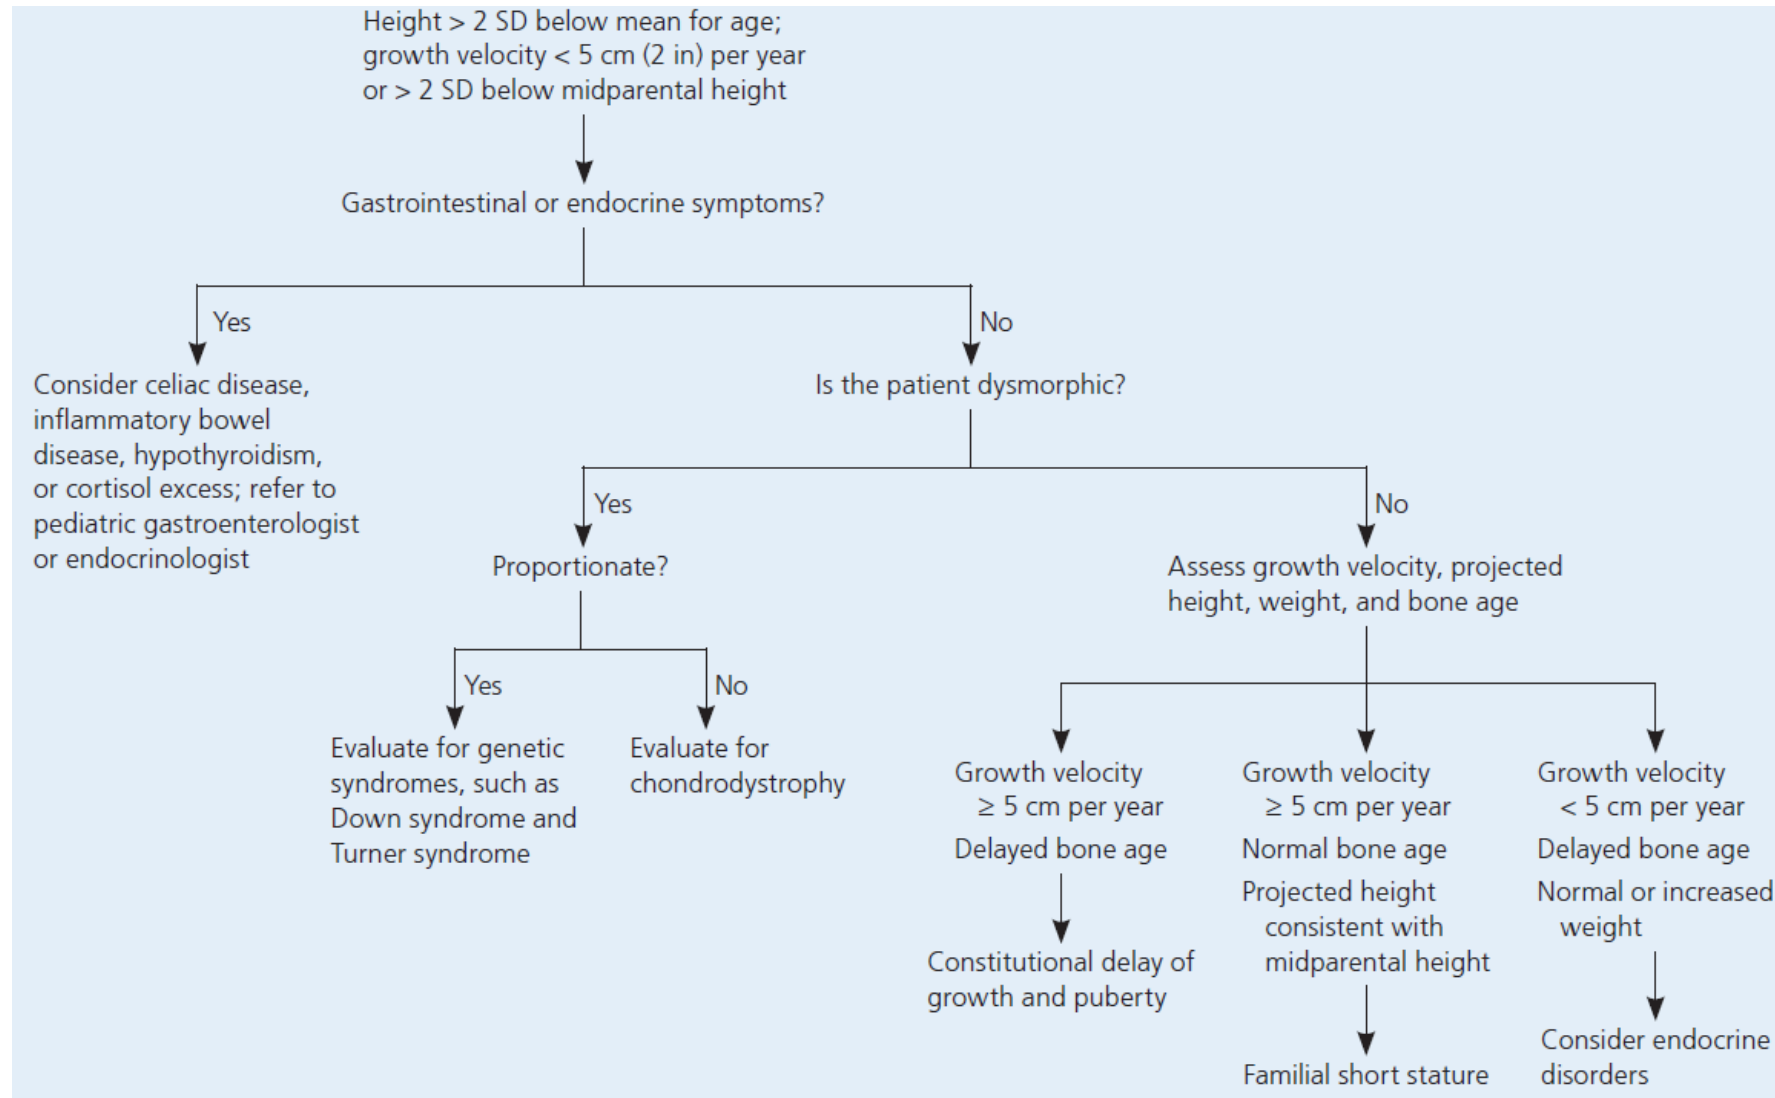 Height > 2 SD below mean for age;
growth velocity < 5 cm (2 in) per year
or > 2 SD below midparental height
Gastrointestinal or endocrine symptoms?
Yes
No
Consider celiac disease,
inflammatory bowel
disease, hypothyroidism,
or cortisol excess; refer to
pediatric gastroenterologist
or endocrinologist
Is the patient dysmorphic?
Yes
No
Proportionate?
Yes
No
Evaluate for genetic
syndromes, such as
Down syndrome and
Turner syndrome
Evaluate for
chondrodystrophy
Assess growth velocity, projected
height, weight, and bone age
Growth velocity
≥ 5 cm per year
Delayed bone age
Constitutional delay of
growth and puberty
Growth velocity
≥ 5 cm per year
Normal bone age
Projected height
consistent with
midparental height
Familial short stature
Growth velocity
< 5 cm per year
Delayed bone age
Normal or increased
weight
Consider endocrine
disorders